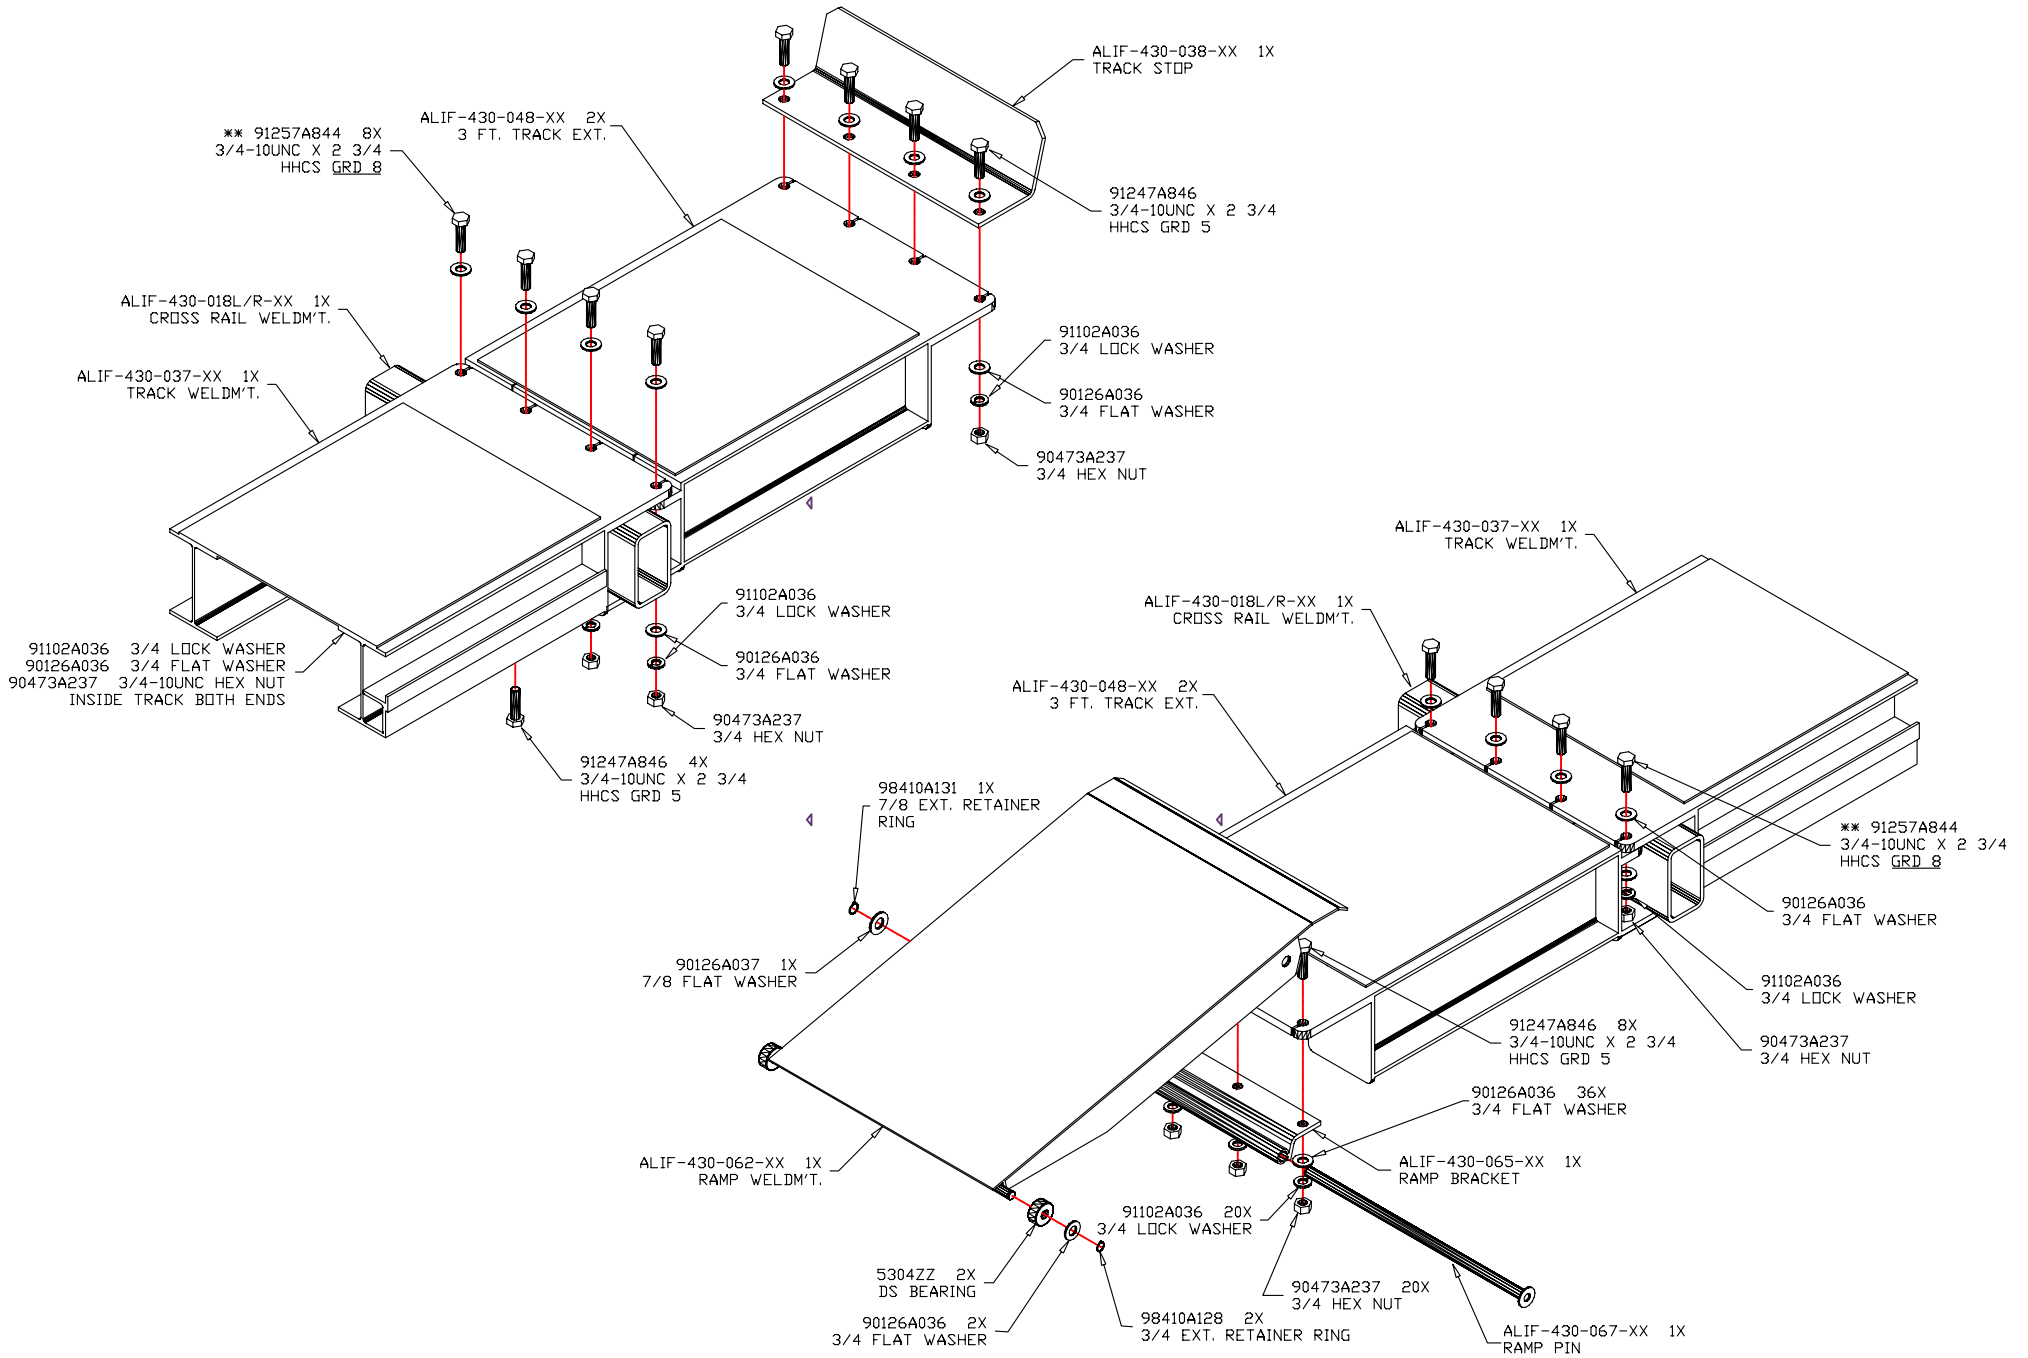 ALIF-430-038-XX 1X
TRACK STOP
ALIF-430-048-XX 2X
3 FT. TRACK EXT.
** 91257A844 8X
3/4-10UNC X 2 3/4
HHCS GRD 8
91247A846
3/4-10UNC X 2 3/4
HHCS GRD 5
ALIF-430-018L/R-XX 1X
CROSS RAIL WELDM'T.
ALIF-430-037-XX 1X
TRACK WELDM'T.
91102A036
3/4 LOCK WASHER
90126A036
3/4 FLAT WASHER
90473A237
3/4 HEX NUT
91102A036 3/4 LOCK WASHER
90126A036 3/4 FLAT WASHER
90473A237 3/4-10UNC HEX NUT
INSIDE TRACK BOTH ENDS
91102A036
3/4 LOCK WASHER
90126A036
3/4 FLAT WASHER
90473A237
3/4 HEX NUT
91247A846 4X
3/4-10UNC X 2 3/4
HHCS GRD 5
ALIF-430-037-XX 1X
TRACK WELDM'T.
ALIF-430-018L/R-XX 1X
CROSS RAIL WELDM'T.
ALIF-430-048-XX 2X
3 FT. TRACK EXT.
98410A131 1X
7/8 EXT. RETAINER
RING
90126A037 1X
7/8 FLAT WASHER
** 91257A844
3/4-10UNC X 2 3/4
HHCS GRD 8
90126A036
3/4 FLAT WASHER
91102A036
3/4 LOCK WASHER
90473A237
3/4 HEX NUT
91247A846 8X
3/4-10UNC X 2 3/4
HHCS GRD 5
90126A036 36X
3/4 FLAT WASHER
ALIF-430-065-XX 1X
RAMP BRACKET
ALIF-430-062-XX 1X
RAMP WELDM'T.
91102A036 20X
3/4 LOCK WASHER
5304ZZ 2X
DS BEARING
90126A036 2X
3/4 FLAT WASHER
98410A128 2X
3/4 EXT. RETAINER RING
90473A237 20X
3/4 HEX NUT
ALIF-430-067-XX 1X
RAMP PIN